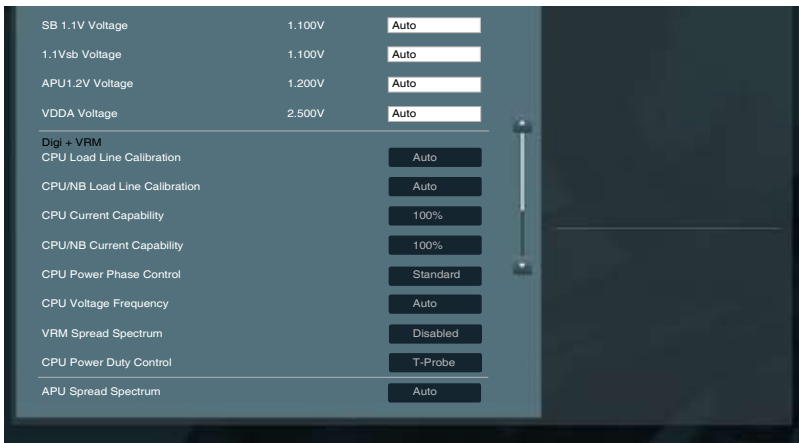 SB 1.1V Voltage 1.100V Auto
1.1Vsb Voltage 1.100V Auto
APU1.2V Voltage 1.200V Auto
VDDA Voltage 2.500V Auto
Digi + VRM
CPU Load Line Calibration Auto
CPU/NB Load Line Calibration Auto
CPU Current Capability 100%
CPU/NB Current Capability 100%
CPU Power Phase Control Standard
CPU Voltage Frequency Auto
VRM Spread Spectrum Disabled
CPU Power Duty Control T-Probe
APU Spread Spectrum Auto